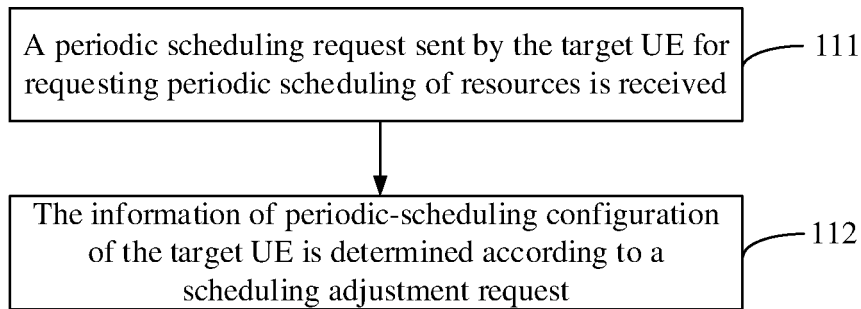 A periodic scheduling request sent by the target UE for
requesting periodic scheduling of resources is received
111
The information of periodic-scheduling configuration
of the target UE is determined according to a
scheduling adjustment request
112